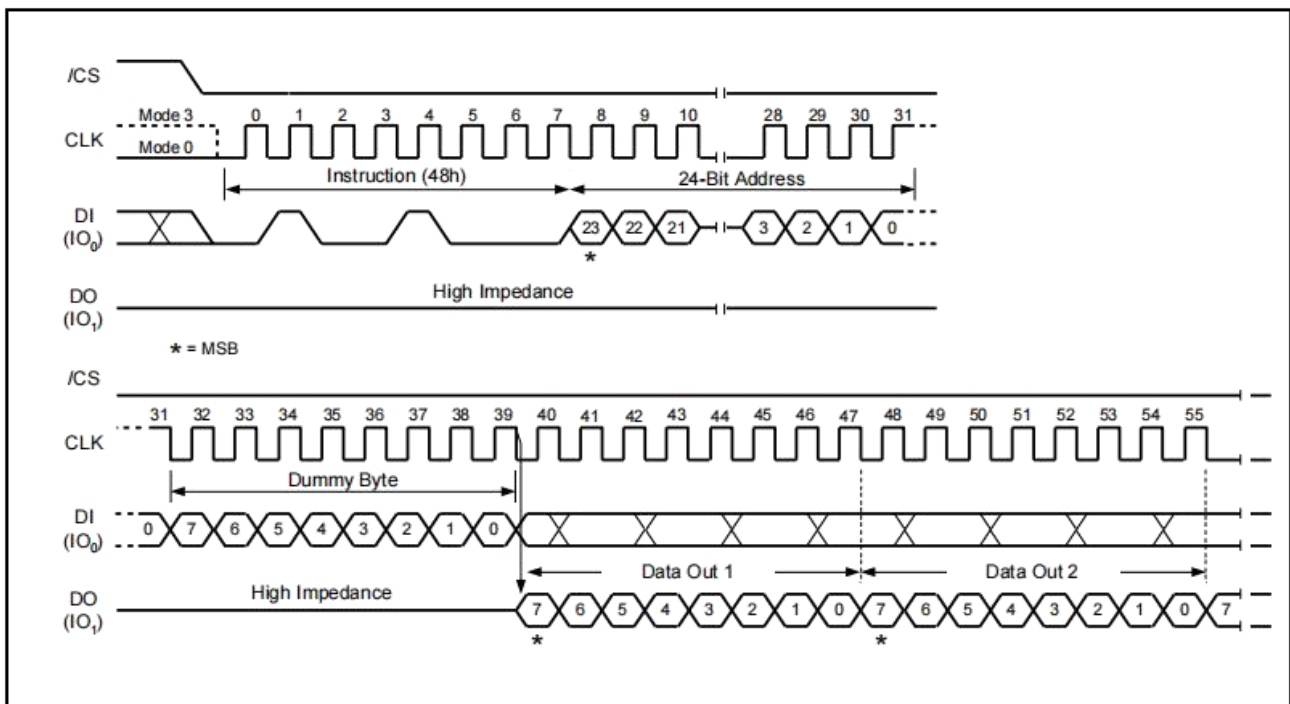 /CS
Mode 3 0 1 2 3 4 5 6 7 8 9 10 28 29 30 31
CLK
Mode 0
Instruction (48h) 24-Bit Address
DI
(IO0) 23 22 21 3 2 1 0
*
DO High Impedance
(IO1)
* = MSB
/CS
31 32 33 34 35 36 37 38 39 40 41 42 43 44 45 46 47 48 49 50 51 52 53 54 55
CLK
Dummy Byte
DI
(IO0) 0 7 6 5 4 3 2 1 0
Data Out 1 Data Out 2
DO High Impedance
(IO1) 7 6 5 4 3 2 1 0 7 6 5 4 3 2 1 0 7
* *